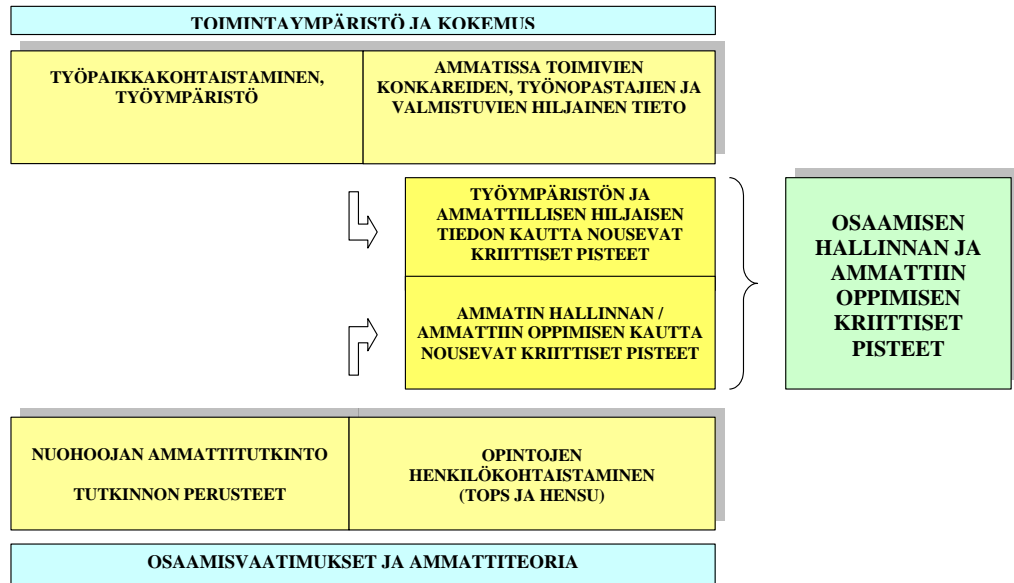 TOIMINTAYMPÄRISTÖ JA KOKEMUS
TYÖPAIKKAKOHTAISTAMINEN,
TYÖYMPÄRISTÖ
AMMATISSA TOIMIVIEN
KONKAREIDEN, TYÖNOPASTAJIEN JA
VALMISTUVIEN HILJAINEN TIETO
TYÖYMPÄRISTÖN JA
AMMATTILLISEN HILJAISEN
TIEDON KAUTTA NOUSEVAT
KRIITTISET PISTEET
AMMATIN HALLINNAN /
AMMATTIIN OPPIMISEN KAUTTA
NOUSEVAT KRIITTISET PISTEET
OSAAMISEN
HALLINNAN JA
AMMATTIIN
OPPIMISEN
KRIITTISET
PISTEET
NUOHOOJAN AMMATTITUTKINTO
TUTKINNON PERUSTEET
OPINTOJEN
HENKILÖKOHTAISTAMINEN
(TOPS JA HENSU)
OSAAMISVAATIMUKSET JA AMMATTITEORIA